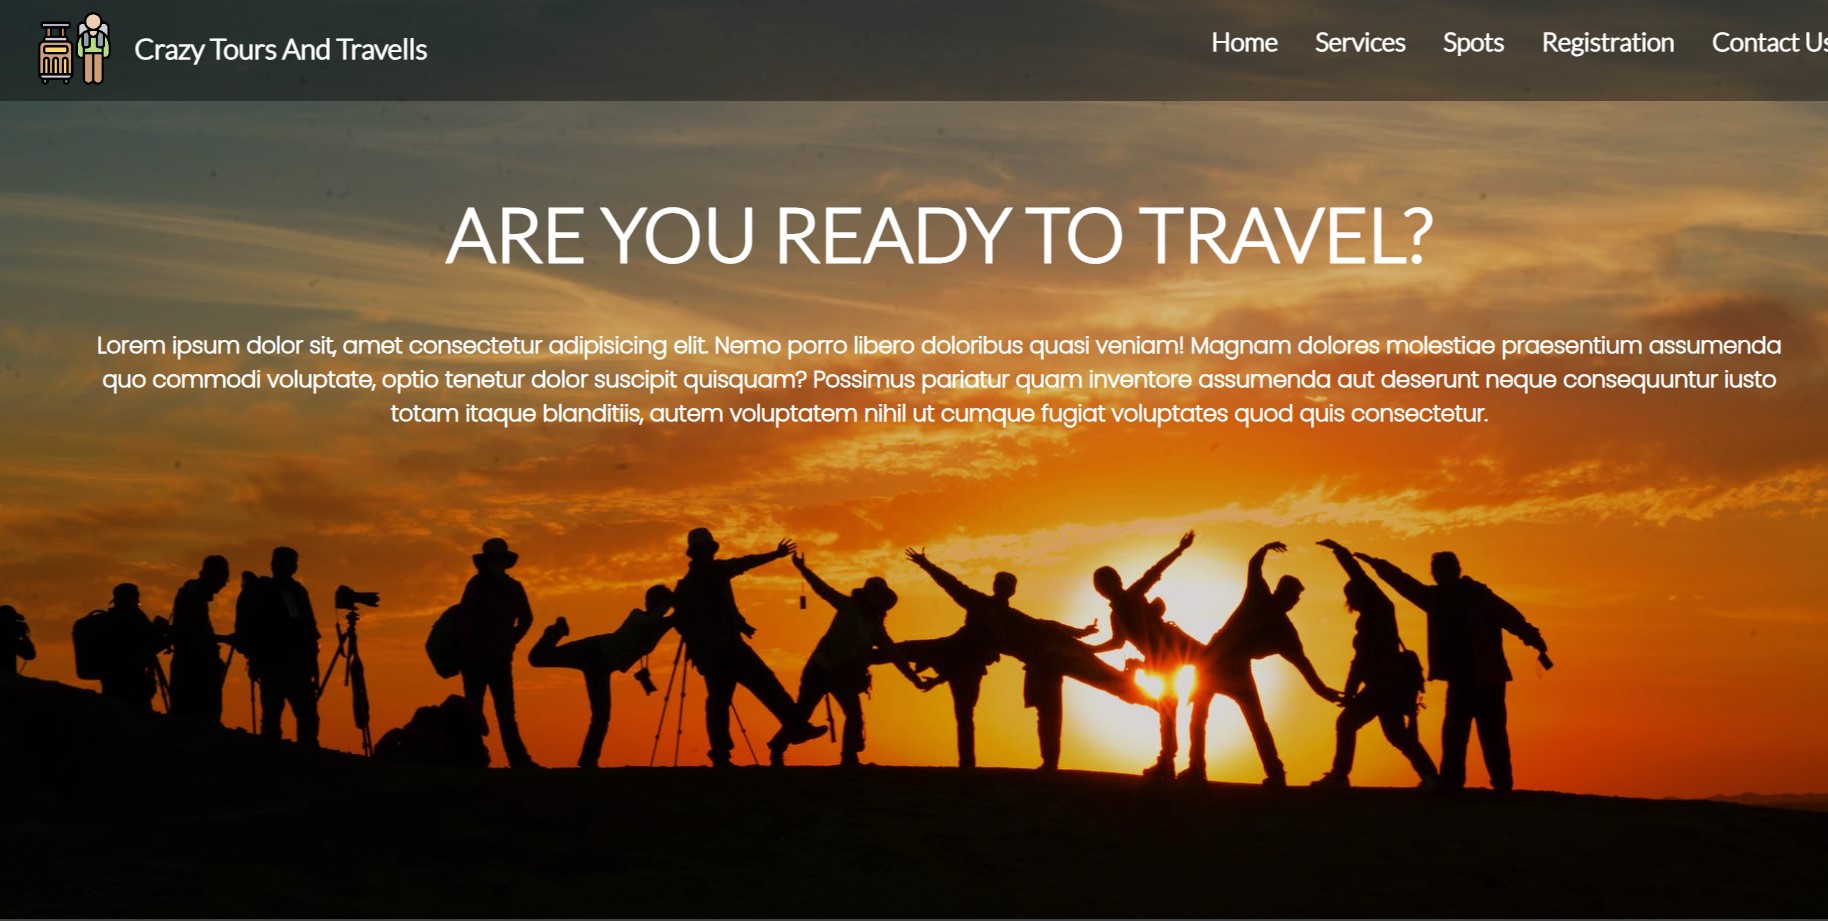 Crazy Tours And Travells
Home Services Spots Registration Contact Us
ARE YOU READY TO TRAVEL?
Lorem ipsum dolor sit, amet consectetur adipisicing elit. Nemo porro libero doloribus quasi veniam! Magnam dolores molestiae praesentium assumenda
quo commodi voluptate, optio tenetur dolor suscipit quisquam? Possimus pariatur quam inventore assumenda aut deserunt neque consequuntur iusto
totam itaque blanditiis, autem voluptatem nihil ut cumque fugiat voluptates quod quis consectetur.